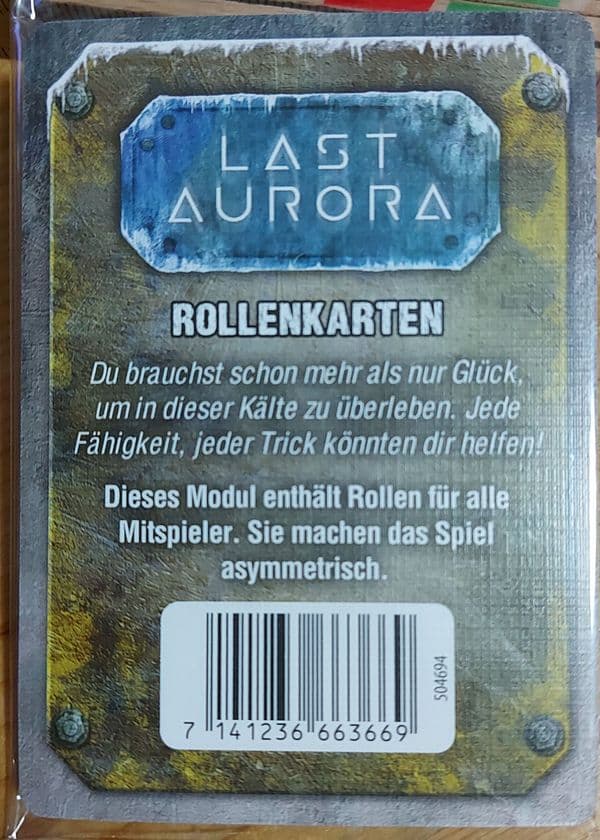 LAST
AURORA
ROLLENKARTEN
Du brauchst schon mehr als nur Glück,
um in dieser Kälte zu überleben. Jede
Fähigkeit, jeder Trick könnten dir helfen!
Dieses Modul enthält Rollen für alle
Mitspieler. Sie machen das Spiel
asymmetrisch.
504694
7 141236 663669